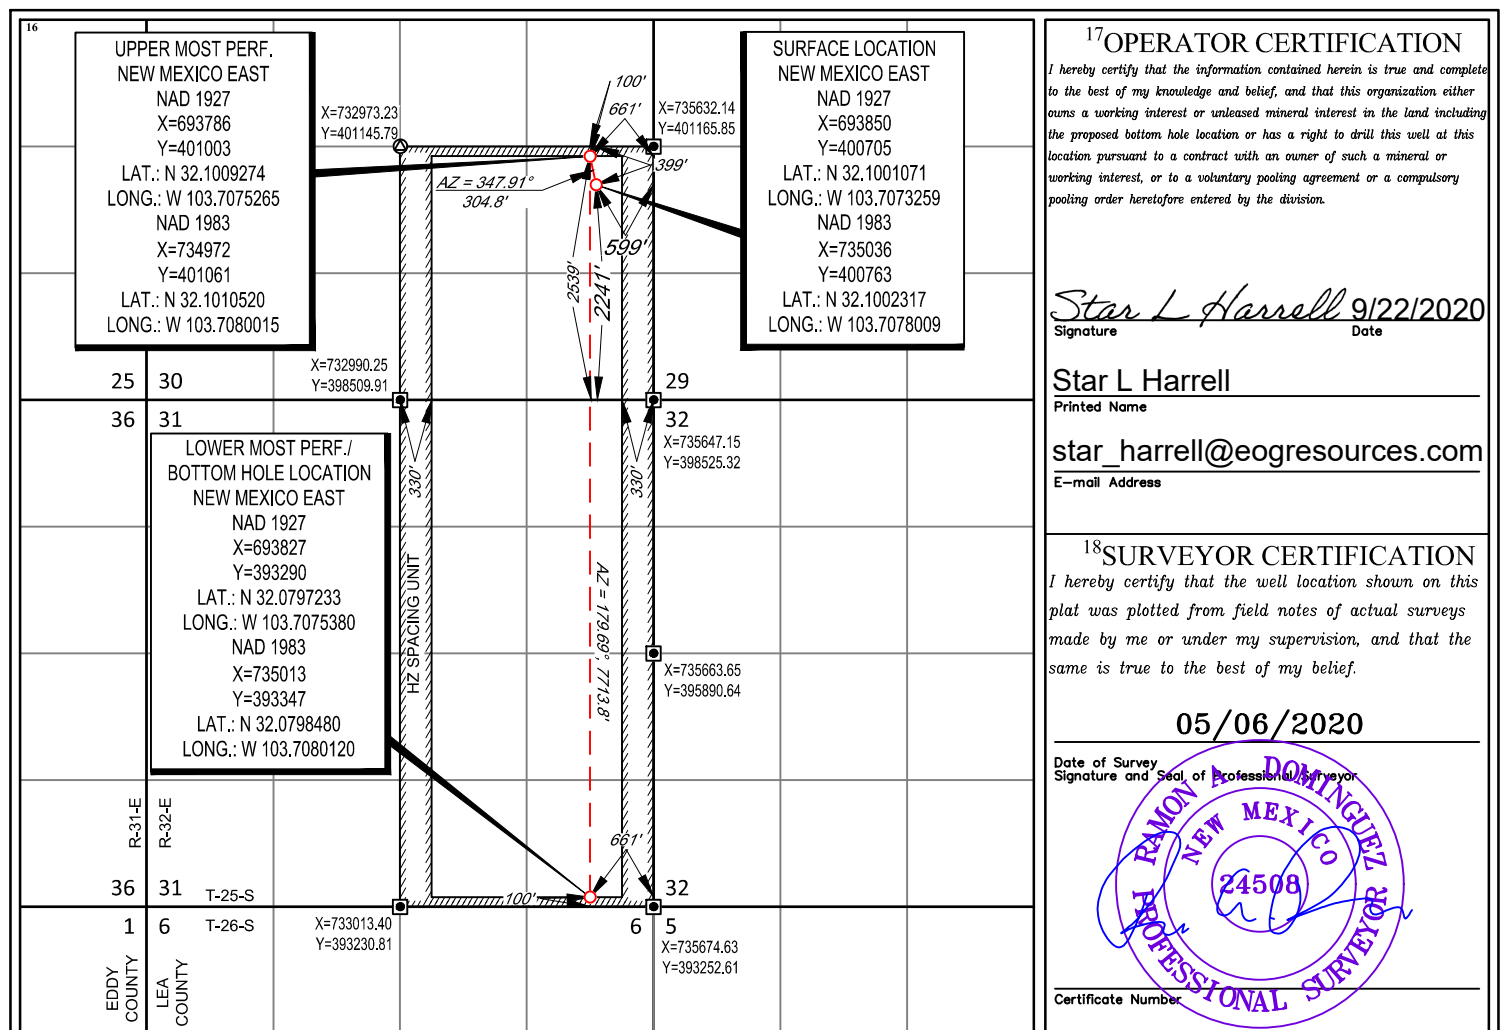 16
UPPER MOST PERF.
NEW MEXICO EAST
NAD 1927
X=693786
Y=401003
LAT.: N 32.1009274
LONG.: W 103.7075265
NAD 1983
X=734972
Y=401061
LAT.: N 32.1010520
LONG.: W 103.7080015
X=732973.23
Y=401145.79
100'
661'
X=735632.14
Y=401165.85
399'
AZ = 347.91°
304.8'
599'
2539'
2241'
SURFACE LOCATION
NEW MEXICO EAST
NAD 1927
X=693850
Y=400705
LAT.: N 32.1001071
LONG.: W 103.7073259
NAD 1983
X=735036
Y=400763
LAT.: N 32.1002317
LONG.: W 103.7078009
X=732990.25
Y=398509.91
25 30
29
36 31
32
X=735647.15
Y=398525.32
330'
330'
LOWER MOST PERF./
BOTTOM HOLE LOCATION
NEW MEXICO EAST
NAD 1927
X=693827
Y=393290
LAT.: N 32.0797233
LONG.: W 103.7075380
NAD 1983
X=735013
Y=393347
LAT.: N 32.0798480
LONG.: W 103.7080120
HZ SPACING UNIT
AZ = 179.69°, 7713.8'
X=735663.65
Y=395890.64
R-31-E
R-32-E
661'
100'
36 31
T-25-S
32
1 6
T-26-S
6 5
X=733013.40
Y=393230.81
X=735674.63
Y=393252.61
EDDY
COUNTY
LEA
COUNTY
17 OPERATOR CERTIFICATION
I hereby certify that the information contained herein is true and complete
to the best of my knowledge and belief, and that this organization either
owns a working interest or unleased mineral interest in the land including
the proposed bottom hole location or has a right to drill this well at this
location pursuant to a contract with an owner of such a mineral or
working interest, or to a voluntary pooling agreement or a compulsory
pooling order heretofore entered by the division.
Star L Harrell 9/22/2020
Signature Date
Star L Harrell
Printed Name
star_harrell@eogresources.com
E-mail Address
18 SURVEYOR CERTIFICATION
I hereby certify that the well location shown on this
plat was plotted from field notes of actual surveys
made by me or under my supervision, and that the
same is true to the best of my belief.
05/06/2020
Date of Survey
Signature and Seal of Professional Surveyor
RAMON A. DOMINGUEZ
NEW MEXICO
24508
PROFESSIONAL SURVEYOR
Certificate Number